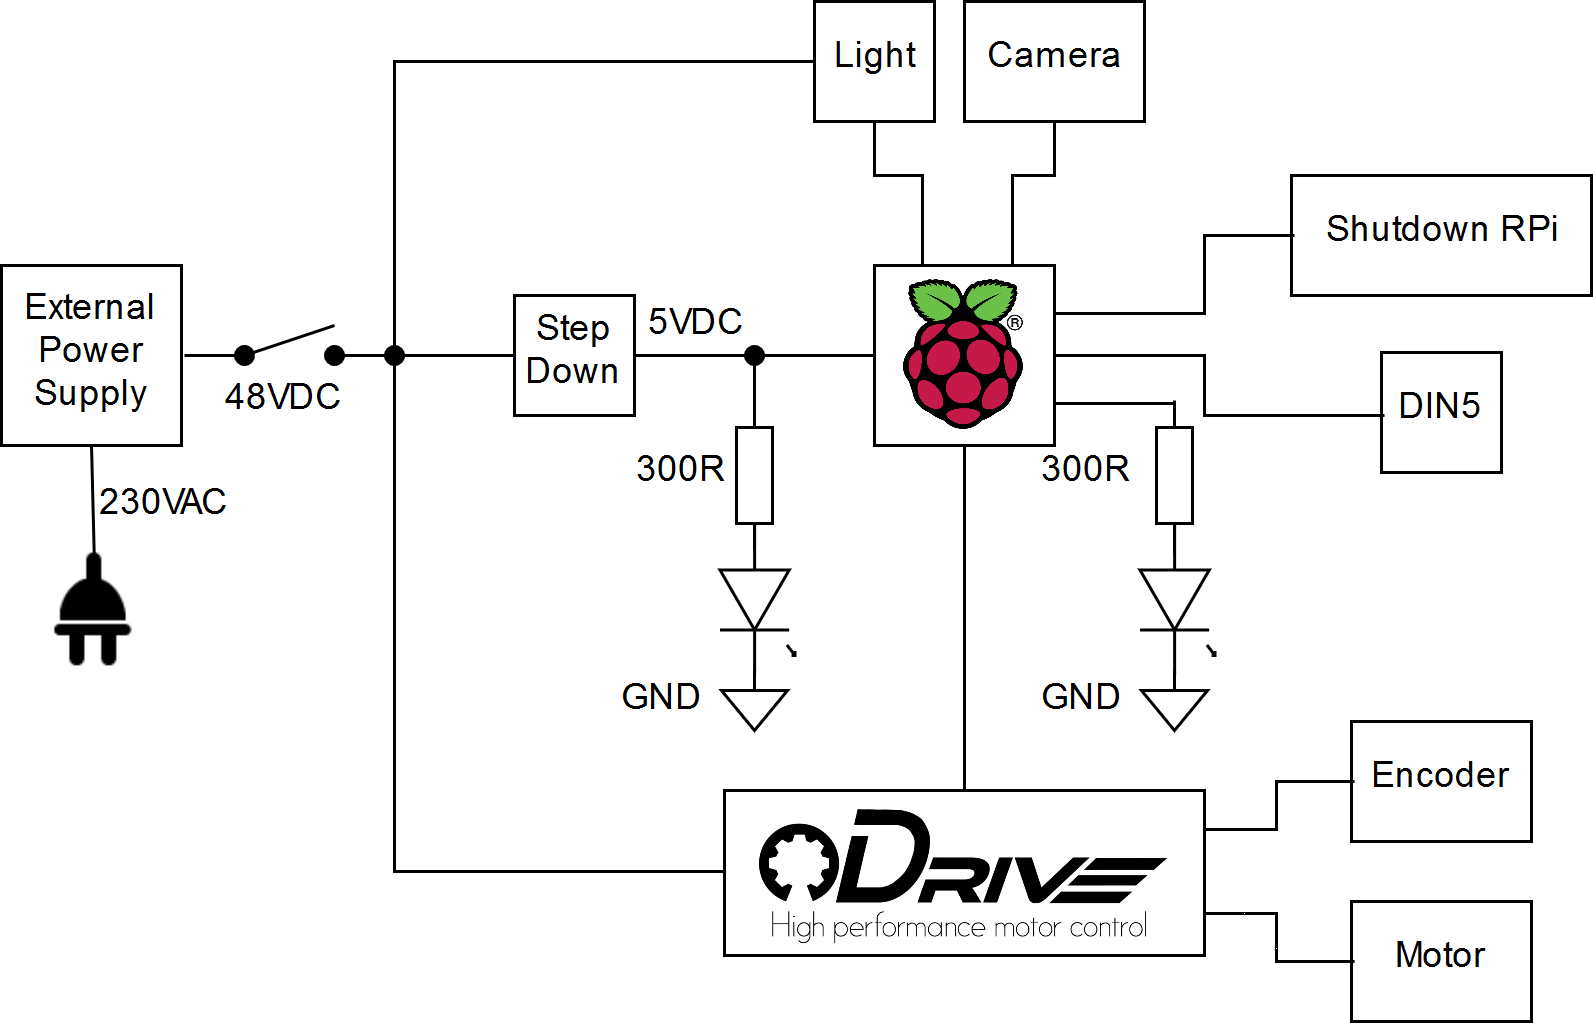 Light
Camera
Shutdown RPi
External
Power
Supply
48VDC
Step
Down
5VDC
®
DIN5
300R
300R
230VAC
GND
GND
Encoder
ODRIVE
High performance motor control
Motor